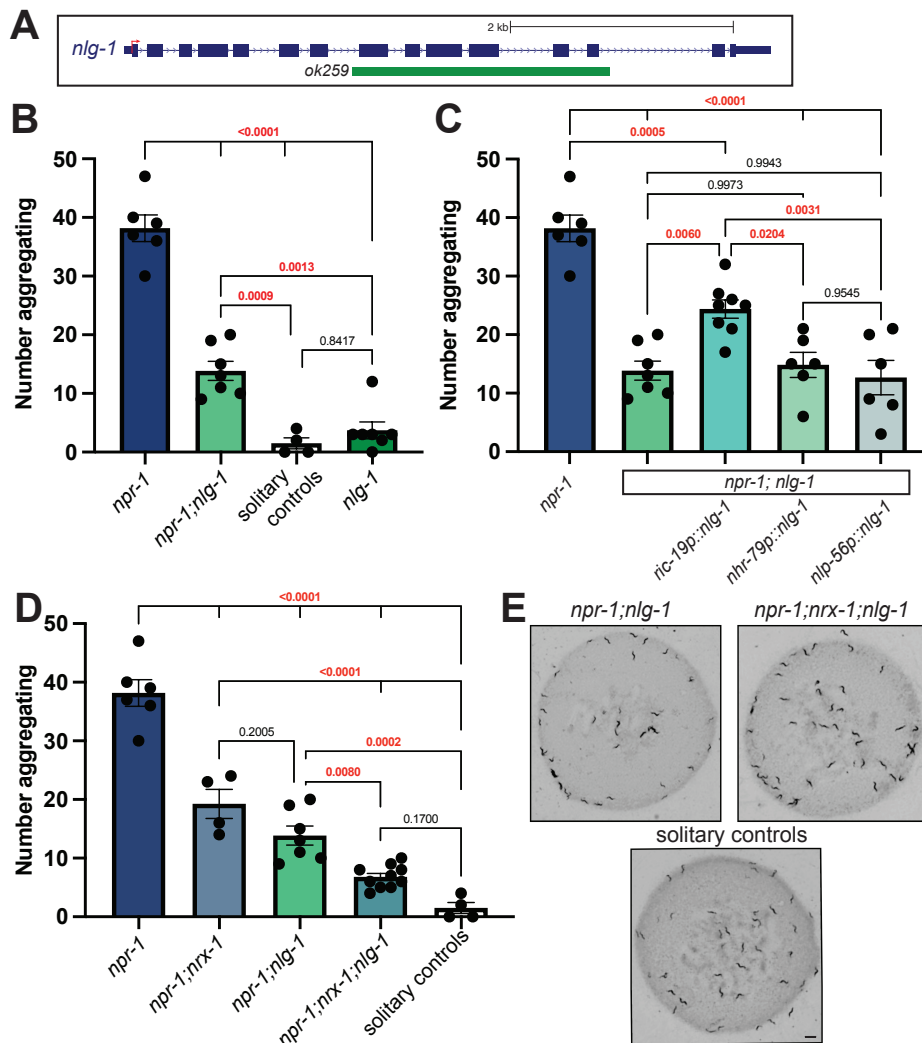 A
2 kb
nlg-1
ok259
B
<0.0001
50
40
30
20
10
0
Number aggregating
0.0013
0.0009
0.8417
npr-1
npr-1;nlg-1
solitary controls
nlg-1
C
<0.0001
0.0005
0.9943
0.9973
0.0031
0.0060
0.0204
0.9545
50
40
30
20
10
0
Number aggregating
npr-1
npr-1; nlg-1
ric-19p::nlg-1
nhr-79p::nlg-1
nlp-56p::nlg-1
D
<0.0001
<0.0001
0.2005
0.0002
0.0080
0.1700
50
40
30
20
10
0
Number aggregating
npr-1
npr-1;nrx-1
npr-1;nlg-1
npr-1;nrx-1;nlg-1
solitary controls
E
npr-1;nlg-1
npr-1;nrx-1;nlg-1
solitary controls